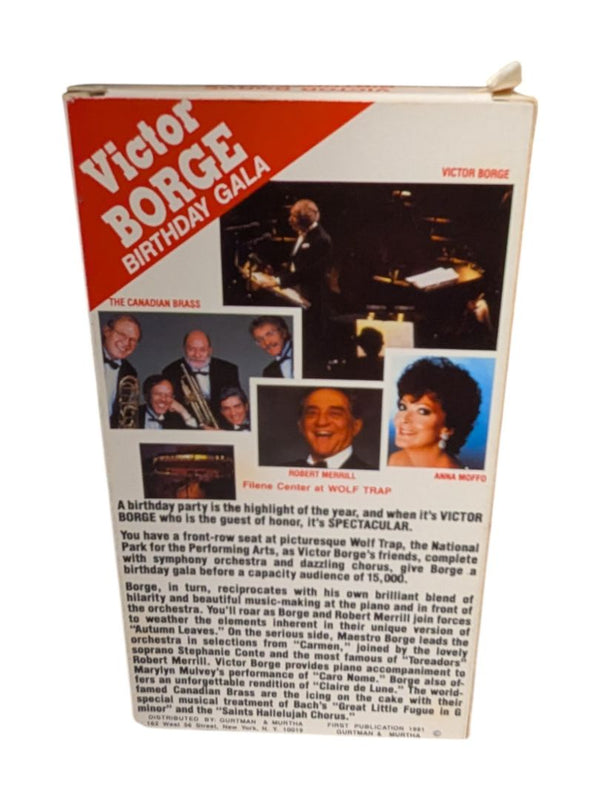 VICTOR BORGE
Victor
BORGE
BIRTHDAY GALA
VICTOR BORGE
THE CANADIAN BRASS
ROBERT MERRILL
ANNA MOFFO
Filene Center at WOLF TRAP
A birthday party is the highlight of the year, and when it's VICTOR
BORGE who is the guest of honor, it's SPECTACULAR.
You have a front-row seat at picturesque Wolf Trap, the National
Park for the Performing Arts, as Victor Borge's friends, complete
with symphony orchestra and dazzling chorus, give Borge a
birthday gala before a capacity audience of 15,000.
Borge, in turn, reciprocates with his own brilliant blend of
hilarity and beautiful music-making at the piano and in front of
the orchestra. You'll roar as Borge and Robert Merrill join forces
to weather the elements inherent in their unique version of
"Autumn Leaves." On the serious side, Maestro Borge leads the
orchestra in selections from "Carmen," joined by the lovely
soprano Stephanie Conte and the most famous of "Toreadors"
Robert Merrill. Victor Borge provides piano accompaniment to
Marylyn Mulvey's performance of "Caro Nome." Borge also of-
fers an unforgettable rendition of "Claire de Lune." The world-
famed Canadian Brass are the icing on the cake with their
special musical treatment of Bach's "Great Little Fugue in G
minor" and the "Saints Hallelujah Chorus."
DISTRIBUTED BY: GURTMAN & MURTHA
162 West 56 Street, New York, N. Y. 10019
FIRST PUBLICATION 1991
GURTMAN & MURTHA ©